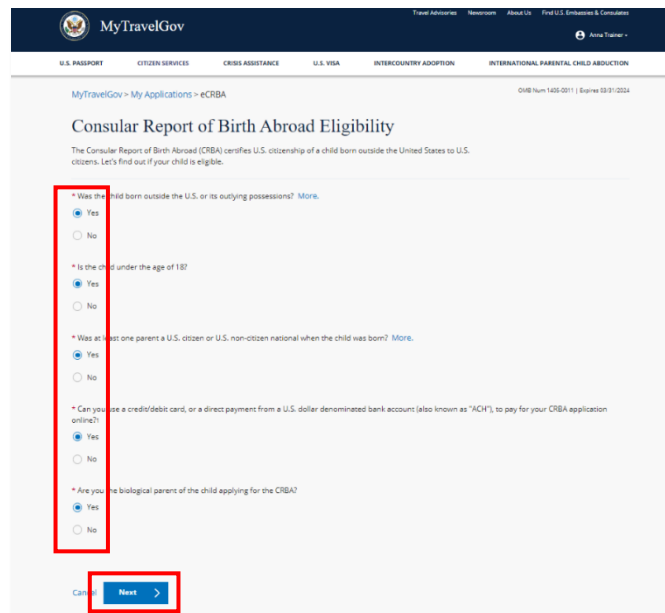 Travel Advisories Newsroom About Us Find U.S. Embassies & Consulates
MyTravelGov
Anna Trainer
U.S. PASSPORT CITIZEN SERVICES CRISIS ASSISTANCE U.S. VISA INTERCOUNTRY ADOPTION INTERNATIONAL PARENTAL CHILD ABDUCTION
MyTravelGov > My Applications > eCRBA
OMB Num 1405-0011 | Expires 03/31/2024
Consular Report of Birth Abroad Eligibility
The Consular Report of Birth Abroad (CRBA) certifies U.S. citizenship of a child born outside the United States to U.S.
citizens. Let's find out if your child is eligible.
* Was the child born outside the U.S. or its outlying possessions? More.
Yes
No
* Is the child under the age of 18?
Yes
No
* Was at least one parent a U.S. citizen or U.S. non-citizen national when the child was born? More.
Yes
No
* Can you use a credit/debit card, or a direct payment from a U.S. dollar denominated bank account (also known as "ACH"), to pay for your CRBA application
online?
Yes
No
* Are you the biological parent of the child applying for the CRBA?
Yes
No
Cancel Next